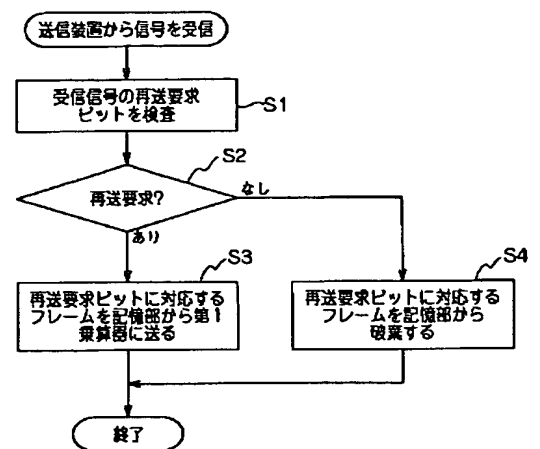 送信装置から信号を受信
受信信号の再送要求
ビットを検査
S1
S2
再送要求?
なし
あり
S3
再送要求ビットに対応する
フレームを記憶部から第1
乗算器に送る
S4
再送要求ビットに対応する
フレームを記憶部から
破棄する
終了